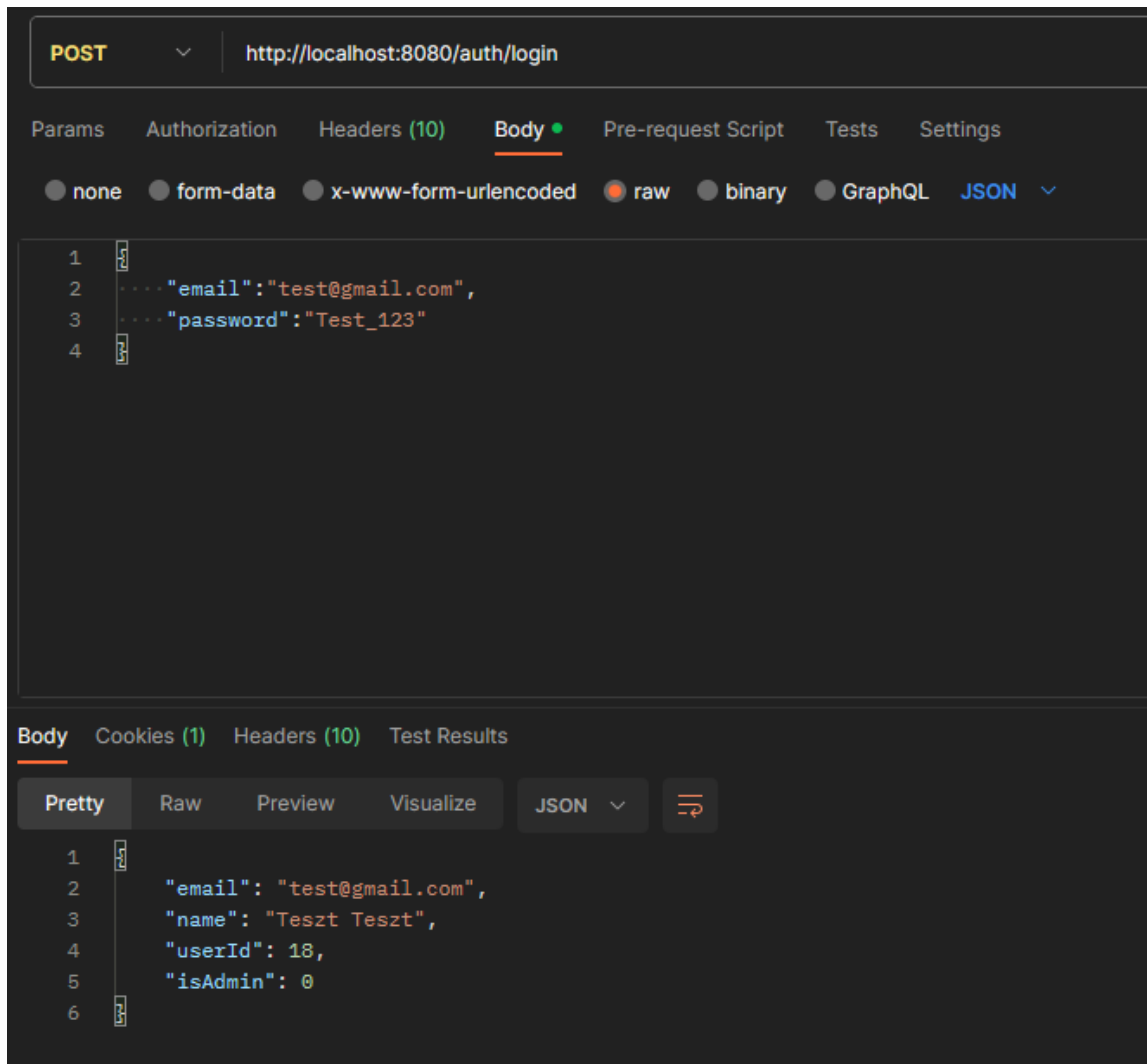 POST http://localhost:8080/auth/login
Params Authorization Headers (10) Body Pre-request Script Tests Settings
none form-data x-www-form-urlencoded raw binary GraphQL JSON
1 {
2 ····"email":"test@gmail.com",
3 ····"password":"Test_123"
4 }
Body Cookies (1) Headers (10) Test Results
Pretty Raw Preview Visualize JSON
1 {
2 "email": "test@gmail.com",
3 "name": "Teszt Teszt",
4 "userId": 18,
5 "isAdmin": 0
6 }